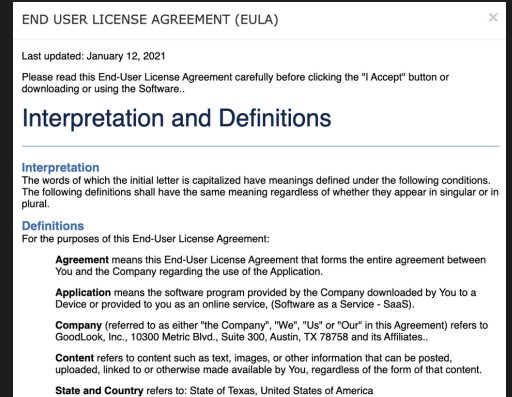 END USER LICENSE AGREEMENT (EULA)
Last updated: January 12, 2021
Please read this End-User License Agreement carefully before clicking the "I Accept" button or
downloading or using the Software..
Interpretation and Definitions
Interpretation
The words of which the initial letter is capitalized have meanings defined under the following conditions.
The following definitions shall have the same meaning regardless of whether they appear in singular or in
plural.
Definitions
For the purposes of this End-User License Agreement:
Agreement means this End-User License Agreement that forms the entire agreement between
You and the Company regarding the use of the Application.
Application means the software program provided by the Company downloaded by You to a
Device or provided to you as an online service, (Software as a Service - SaaS).
Company (referred to as either "the Company", "We", "Us" or "Our" in this Agreement) refers to
GoodLook, Inc., 10300 Metric Blvd., Suite 300, Austin, TX 78758 and its Affiliates..
Content refers to content such as text, images, or other information that can be posted,
uploaded, linked to or otherwise made available by You, regardless of the form of that content.
State and Country refers to: State of Texas, United States of America